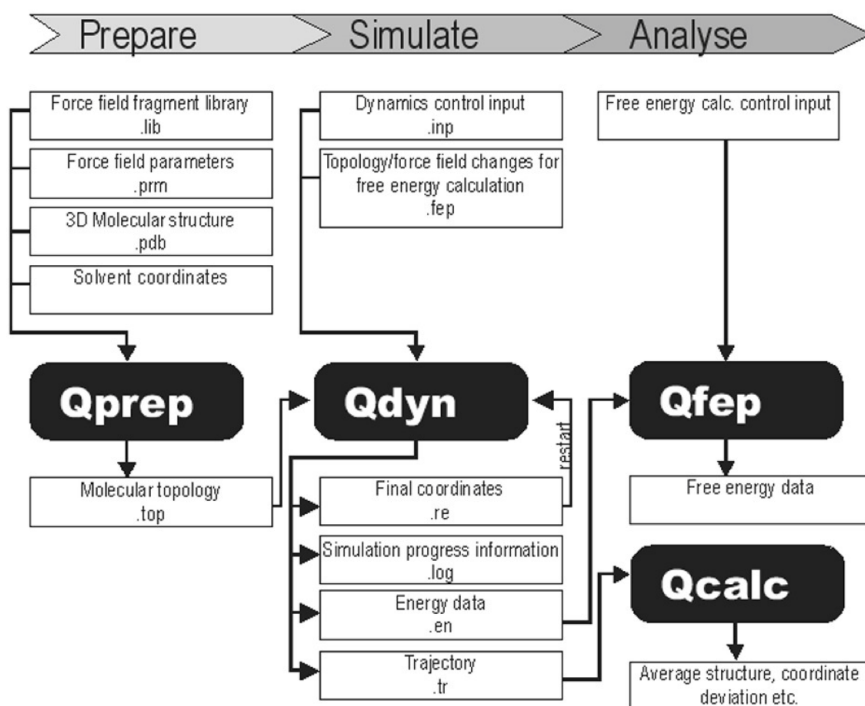 Prepare
Simulate
Analyse
Force field fragment library
.lib
Force field parameters
.prm
3D Molecular structure
.pdb
Solvent coordinates
Qprep
Molecular topology
.top
Dynamics control input
.inp
Topology/force field changes for
free energy calculation
.fep
Qdyn
restart
Final coordinates
.re
Simulation progress information
.log
Energy data
.en
Trajectory
.tr
Free energy calc. control input
Qfep
Free energy data
Qcalc
Average structure, coordinate
deviation etc.